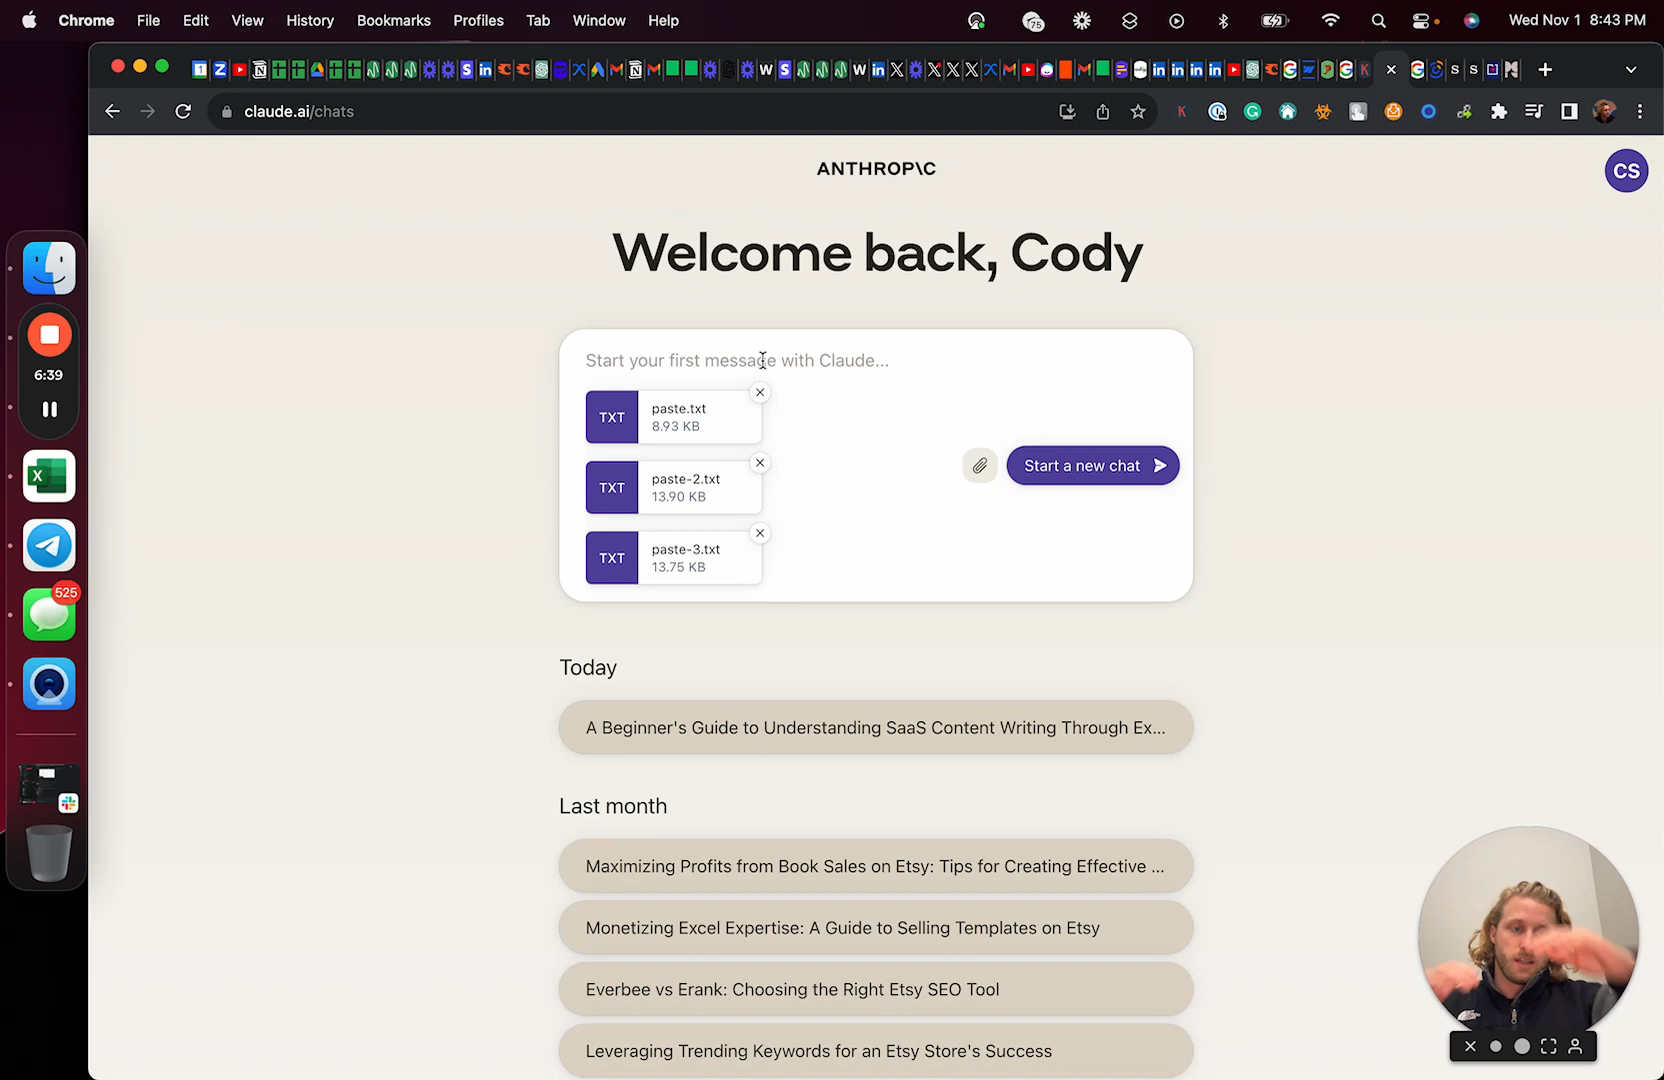 Chrome File Edit View History Bookmarks Profiles Tab Window Help 75 Wed Nov 1 8:43 PM
claude.ai/chats
ANTHROP\C
CS
Welcome back, Cody
6:39
Start your first message with Claude...
TXT paste.txt
8.93 KB
TXT paste-2.txt
13.90 KB
Start a new chat
TXT paste-3.txt
13.75 KB
525
Today
A Beginner's Guide to Understanding SaaS Content Writing Through Ex...
Last month
Maximizing Profits from Book Sales on Etsy: Tips for Creating Effective ...
Monetizing Excel Expertise: A Guide to Selling Templates on Etsy
Everbee vs Erank: Choosing the Right Etsy SEO Tool
Leveraging Trending Keywords for an Etsy Store's Success